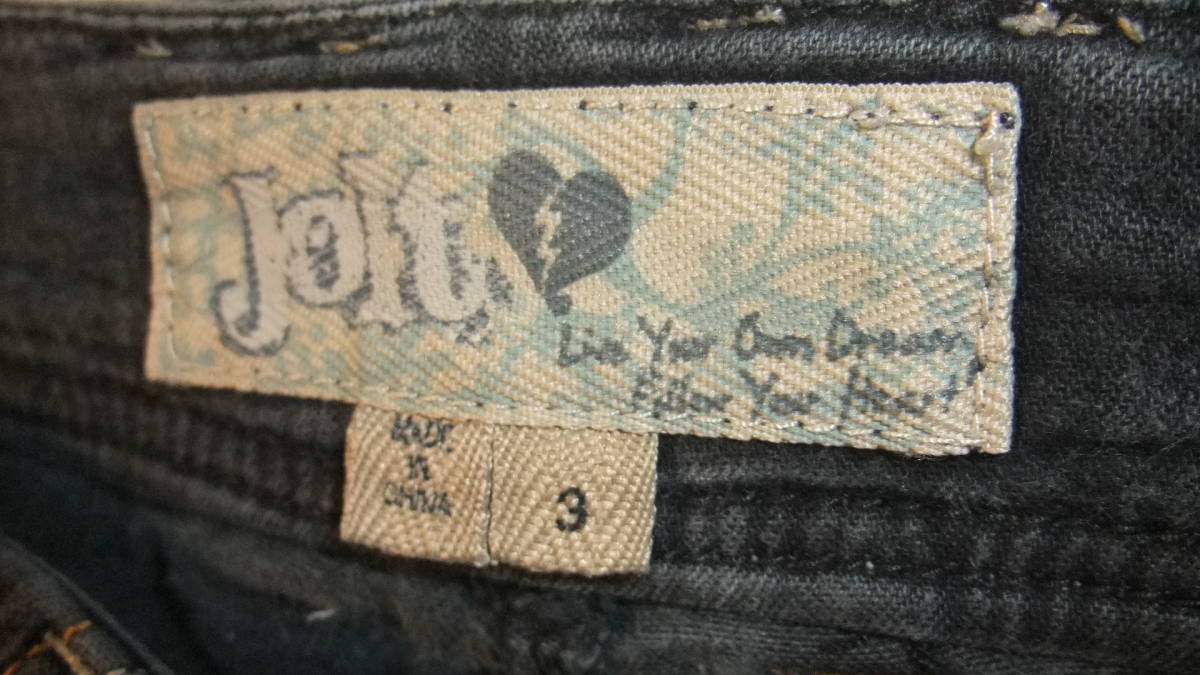 Jolt
Live Your Own Dream,
Follow Your Heart
MADE
IN
CHINA
3